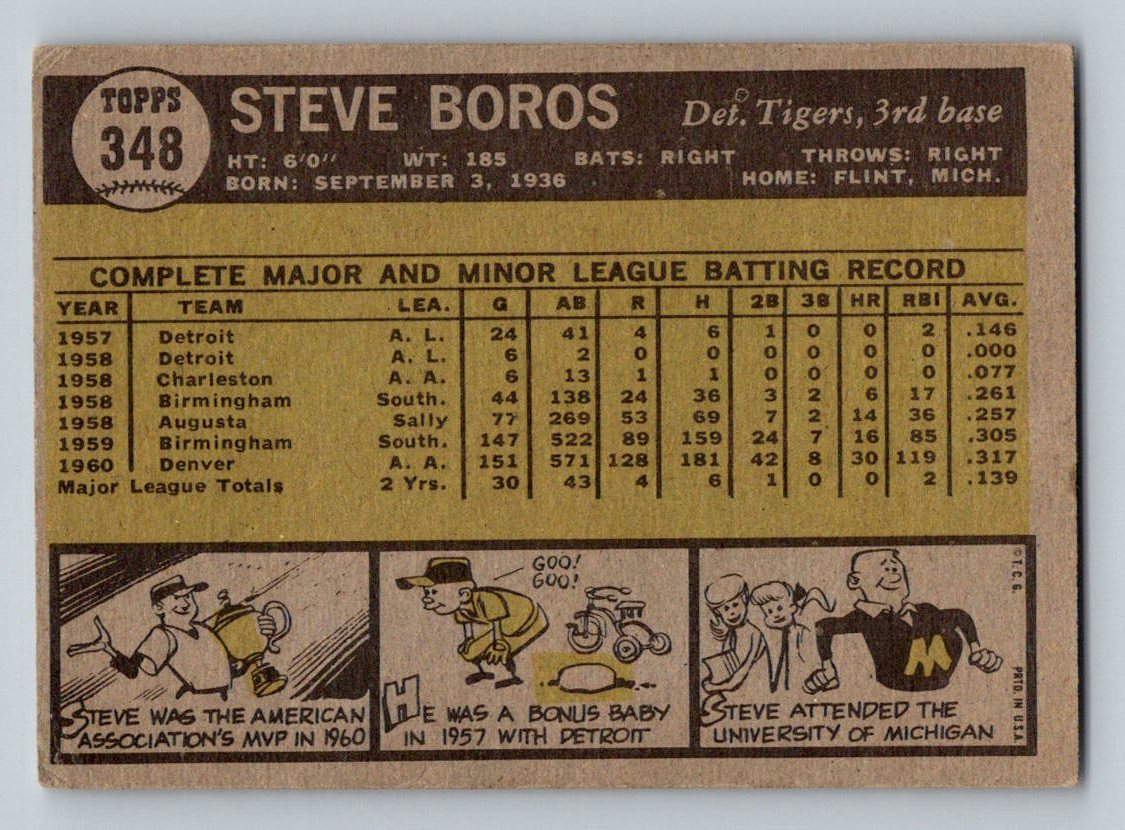 TOPPS
348
STEVE BOROS
Det. Tigers, 3rd base
HT: 6'0" WT: 185 BATS: RIGHT THROWS: RIGHT
BORN: SEPTEMBER 3, 1936 HOME: FLINT, MICH.
COMPLETE MAJOR AND MINOR LEAGUE BATTING RECORD
YEAR TEAM LEA. G AB R H 2B 3B HR RBI AVG.
1957 Detroit A. L. 24 41 4 6 1 0 0 2 .146
1958 Detroit A. L. 6 2 0 0 0 0 0 0 .000
1958 Charleston A. A. 6 13 1 1 0 0 0 0 .077
1958 Birmingham South. 44 138 24 36 3 2 6 17 .261
1958 Augusta Sally 77 269 53 69 7 2 14 36 .257
1959 Birmingham South. 147 522 89 159 24 7 16 85 .305
1960 Denver A. A. 151 571 128 181 42 8 30 119 .317
Major League Totals 2 Yrs. 30 43 4 6 1 0 0 2 .139
STEVE WAS THE AMERICAN
ASSOCIATION'S MVP IN 1960
GOO!
GOO!
HE WAS A BONUS BABY
IN 1957 WITH DETROIT
M
STEVE ATTENDED THE
UNIVERSITY OF MICHIGAN
© T. C. G.
PRTD. IN U.S.A.